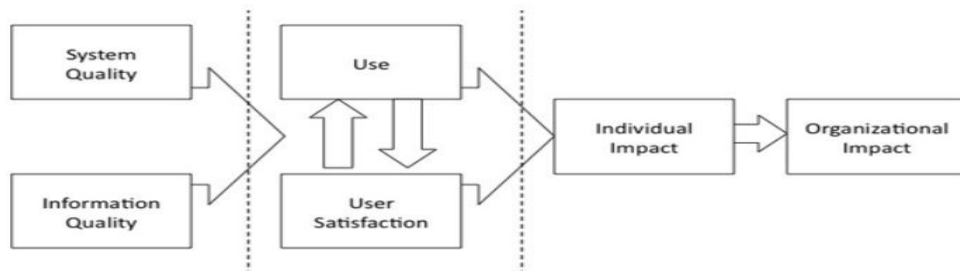 System
Quality
Use
Individual
Impact
Organizational
Impact
Information
Quality
User
Satisfaction